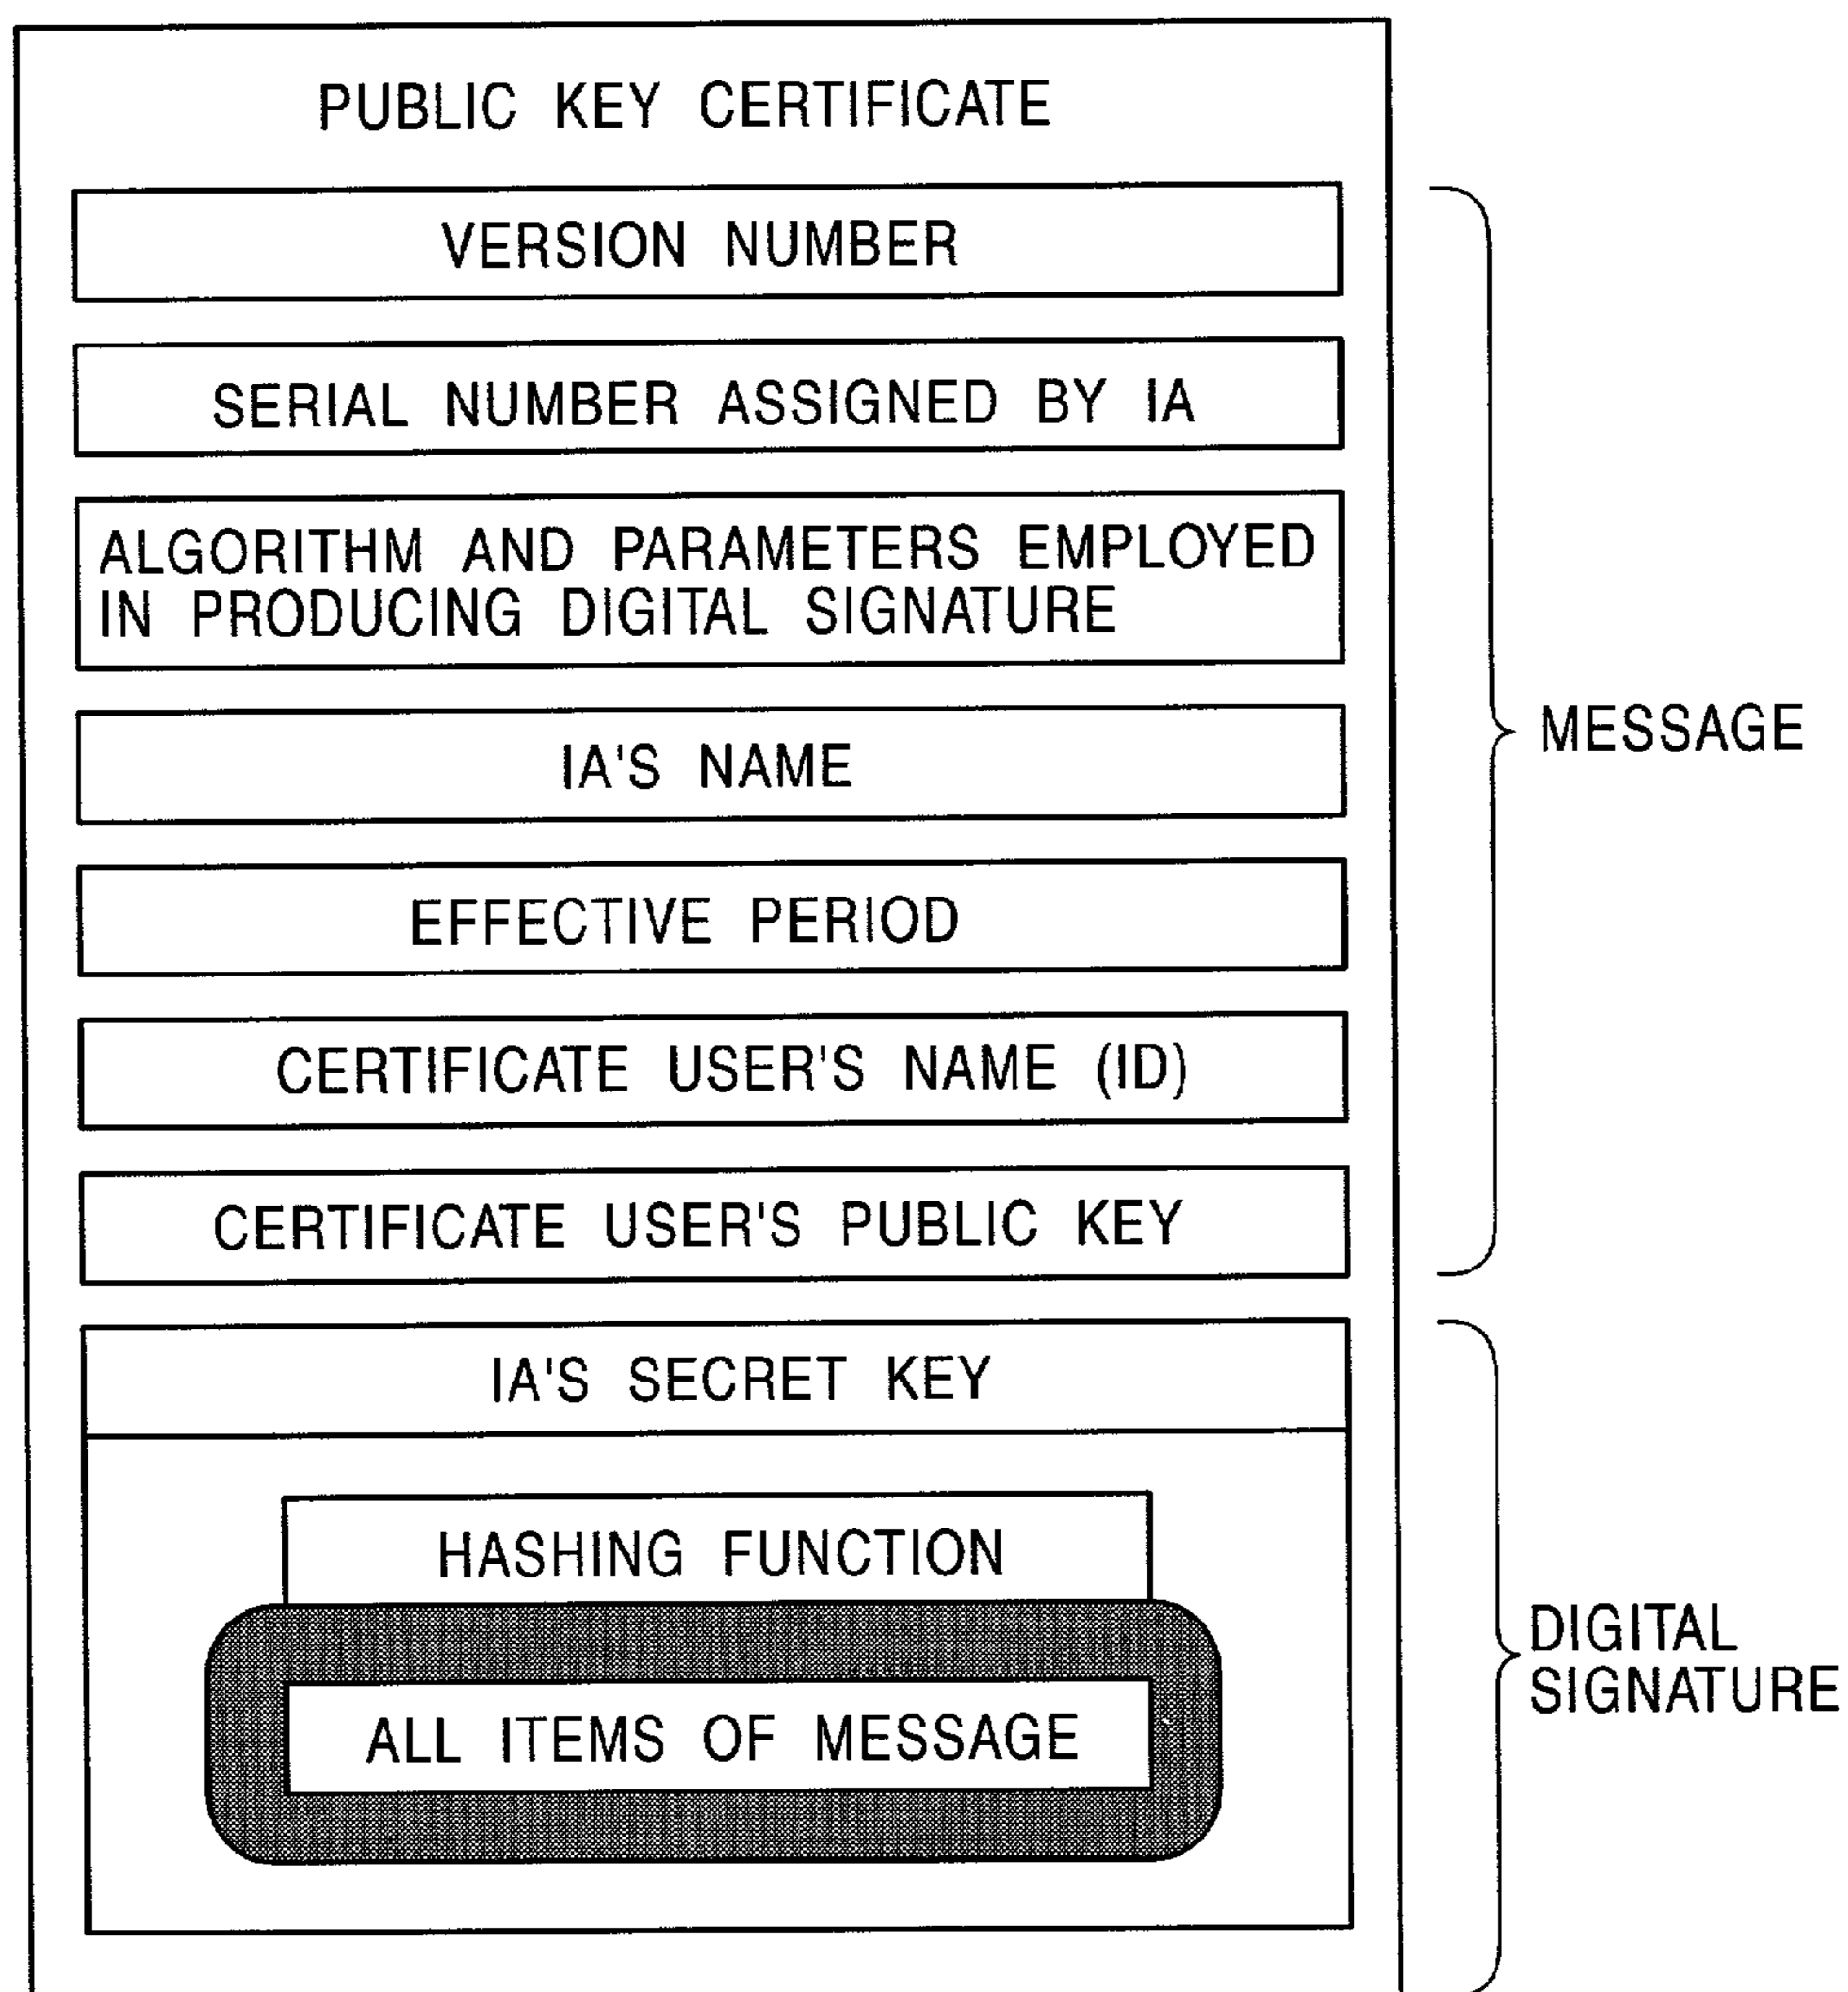 PUBLIC KEY CERTIFICATE
VERSION NUMBER
SERIAL NUMBER ASSIGNED BY IA
ALGORITHM AND PARAMETERS EMPLOYED
IN PRODUCING DIGITAL SIGNATURE
IA'S NAME
EFFECTIVE PERIOD
CERTIFICATE USER'S NAME (ID)
CERTIFICATE USER'S PUBLIC KEY
MESSAGE
IA'S SECRET KEY
HASHING FUNCTION
ALL ITEMS OF MESSAGE
DIGITAL
SIGNATURE